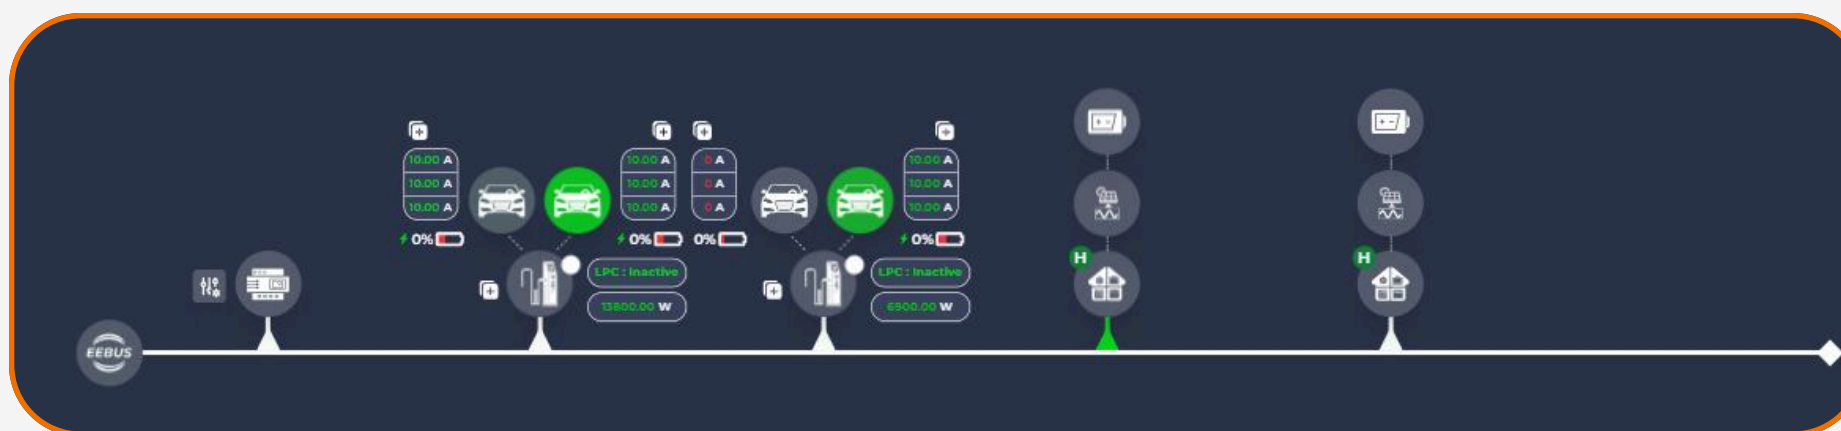 10.00 A
10.00 A
10.00 A
0%
10.00 A
10.00 A
10.00 A
0%
LPC : Inactive
13800.00 W
0 A
0 A
0 A
0%
10.00 A
10.00 A
10.00 A
0%
LPC : Inactive
6900.00 W
H
H
EEBUS